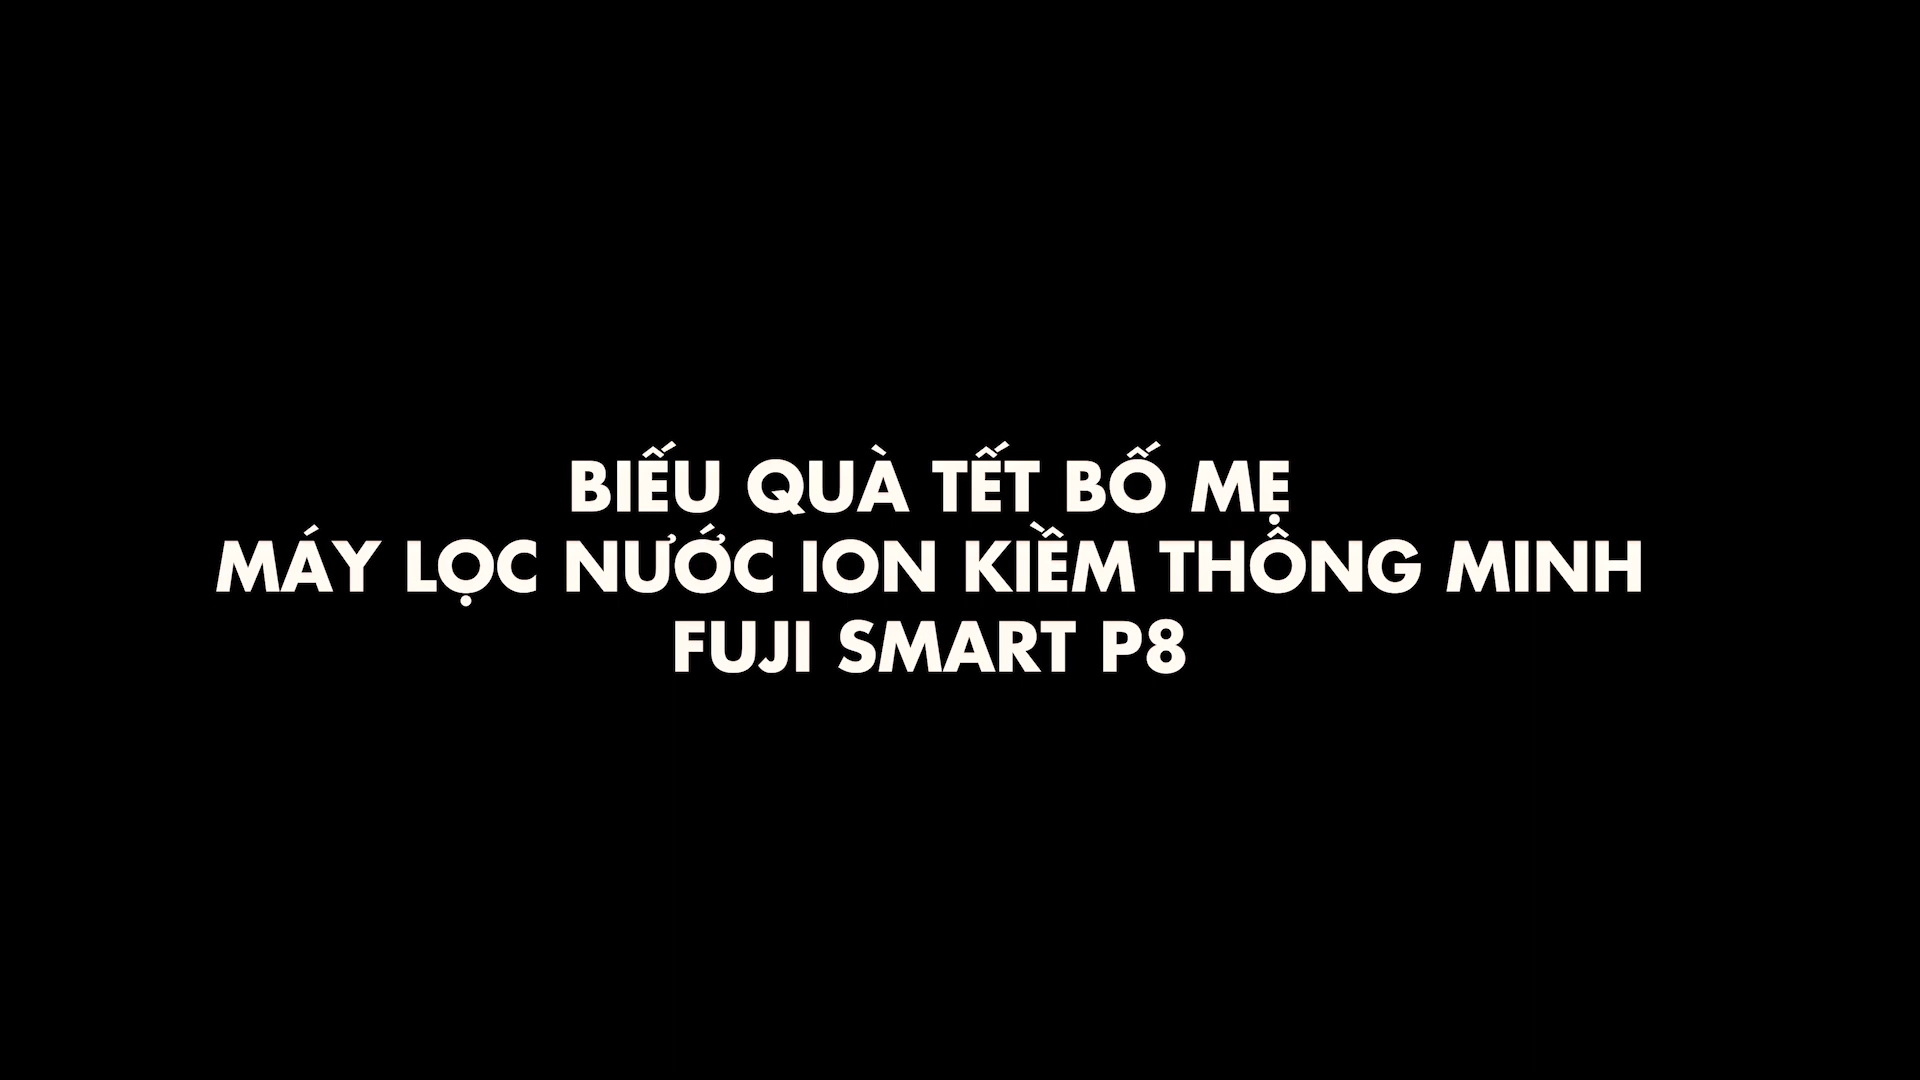 BIẾU QUÀ TẾT BỐ MẸ
MÁY LỌC NƯỚC ION KIỀM THÔNG MINH
FUJI SMART P8